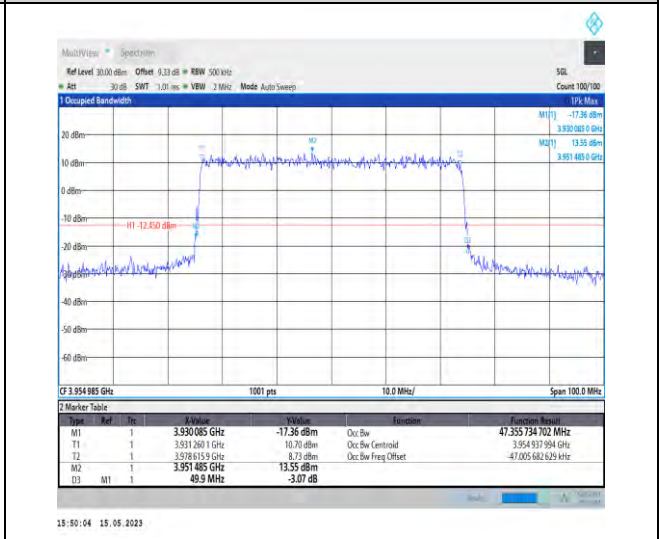 MultiView Spectrum
Ref Level 30.00 dBm Offset 9.33 dB RBW 500 kHz SGL
Att 30 dB SWT 1.01 ms VBW 2 MHz Mode Auto Sweep Count 100/100
1 Occupied Bandwidth 1Pk Max
M1[1] -17.36 dBm
3.930 085 0 GHz
M2[1] 13.55 dBm
3.951 485 0 GHz
20 dBm
M2
10 dBm
0 dBm
-10 dBm
H1 -12.450 dBm
-20 dBm
-30 dBm
-40 dBm
-50 dBm
-60 dBm
CF 3.954 985 GHz 1001 pts 10.0 MHz/ Span 100.0 MHz
2 Marker Table
Type Ref Trc X-Value Y-Value Function Function Result
M1 1 3.930 085 GHz -17.36 dBm Occ Bw 47.355 734 702 MHz
T1 1 3.931 260 1 GHz 10.70 dBm Occ Bw Centroid 3.954 937 994 GHz
T2 1 3.978 615 9 GHz 8.73 dBm Occ Bw Freq Offset -47.005 682 629 kHz
M2 1 3.951 485 GHz 13.55 dBm
D3 M1 1 49.9 MHz -3.07 dB
Ready
15:50:04 15.05.2023